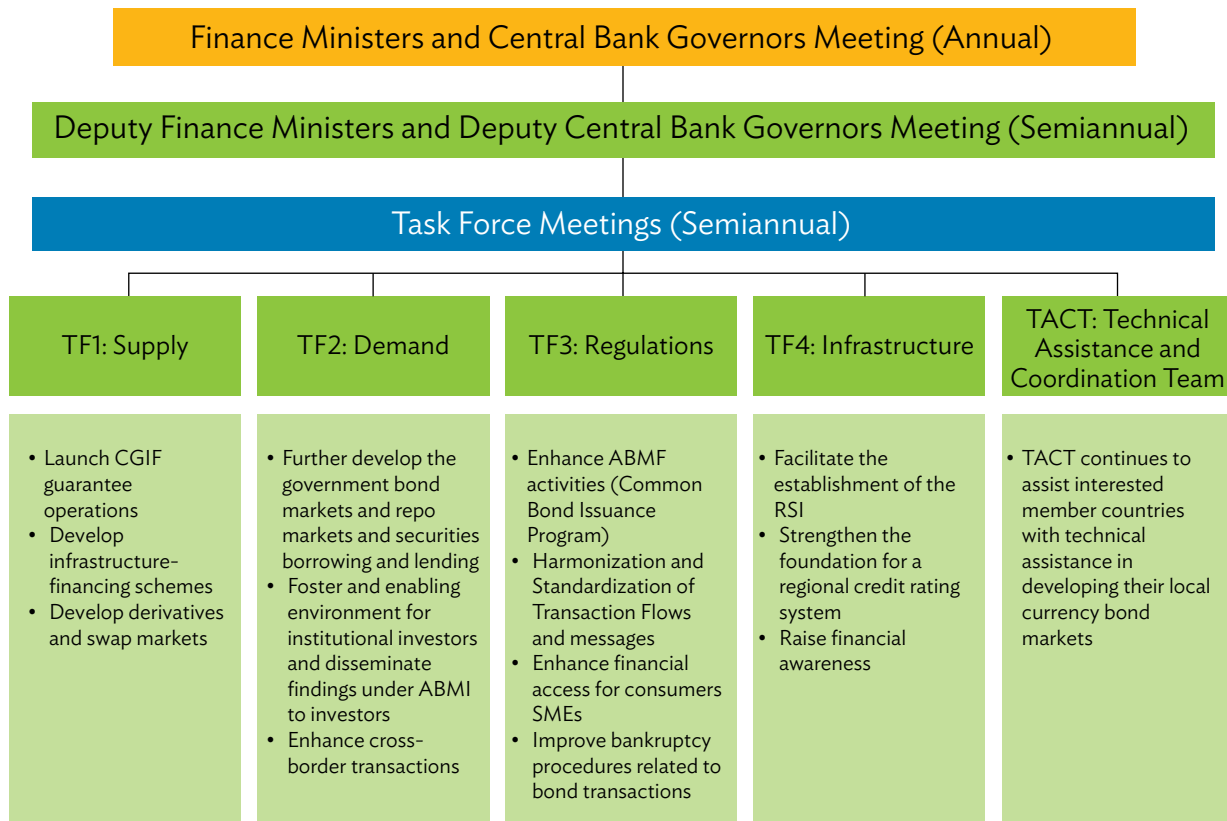 Finance Ministers and Central Bank Governors Meeting (Annual)
Deputy Finance Ministers and Deputy Central Bank Governors Meeting (Semiannual)
Task Force Meetings (Semiannual)
TF1: Supply
• Launch CGIF
guarantee
operations
• Develop
infrastructure-
financing schemes
• Develop derivatives
and swap markets
TF2: Demand
• Further develop the
government bond
markets and repo
markets and securities
borrowing and lending
• Foster and enabling
environment for
institutional investors
and disseminate
findings under ABMI
to investors
• Enhance cross-
border transactions
TF3: Regulations
• Enhance ABMF
activities (Common
Bond Issuance
Program)
• Harmonization and
Standardization of
Transaction Flows
and messages
• Enhance financial
access for consumers
SMEs
• Improve bankruptcy
procedures related to
bond transactions
TF4: Infrastructure
• Facilitate the
establishment of the
RSI
• Strengthen the
foundation for a
regional credit rating
system
• Raise financial
awareness
TACT: Technical
Assistance and
Coordination Team
• TACT continues to
assist interested
member countries
with technical
assistance in
developing their local
currency bond
markets